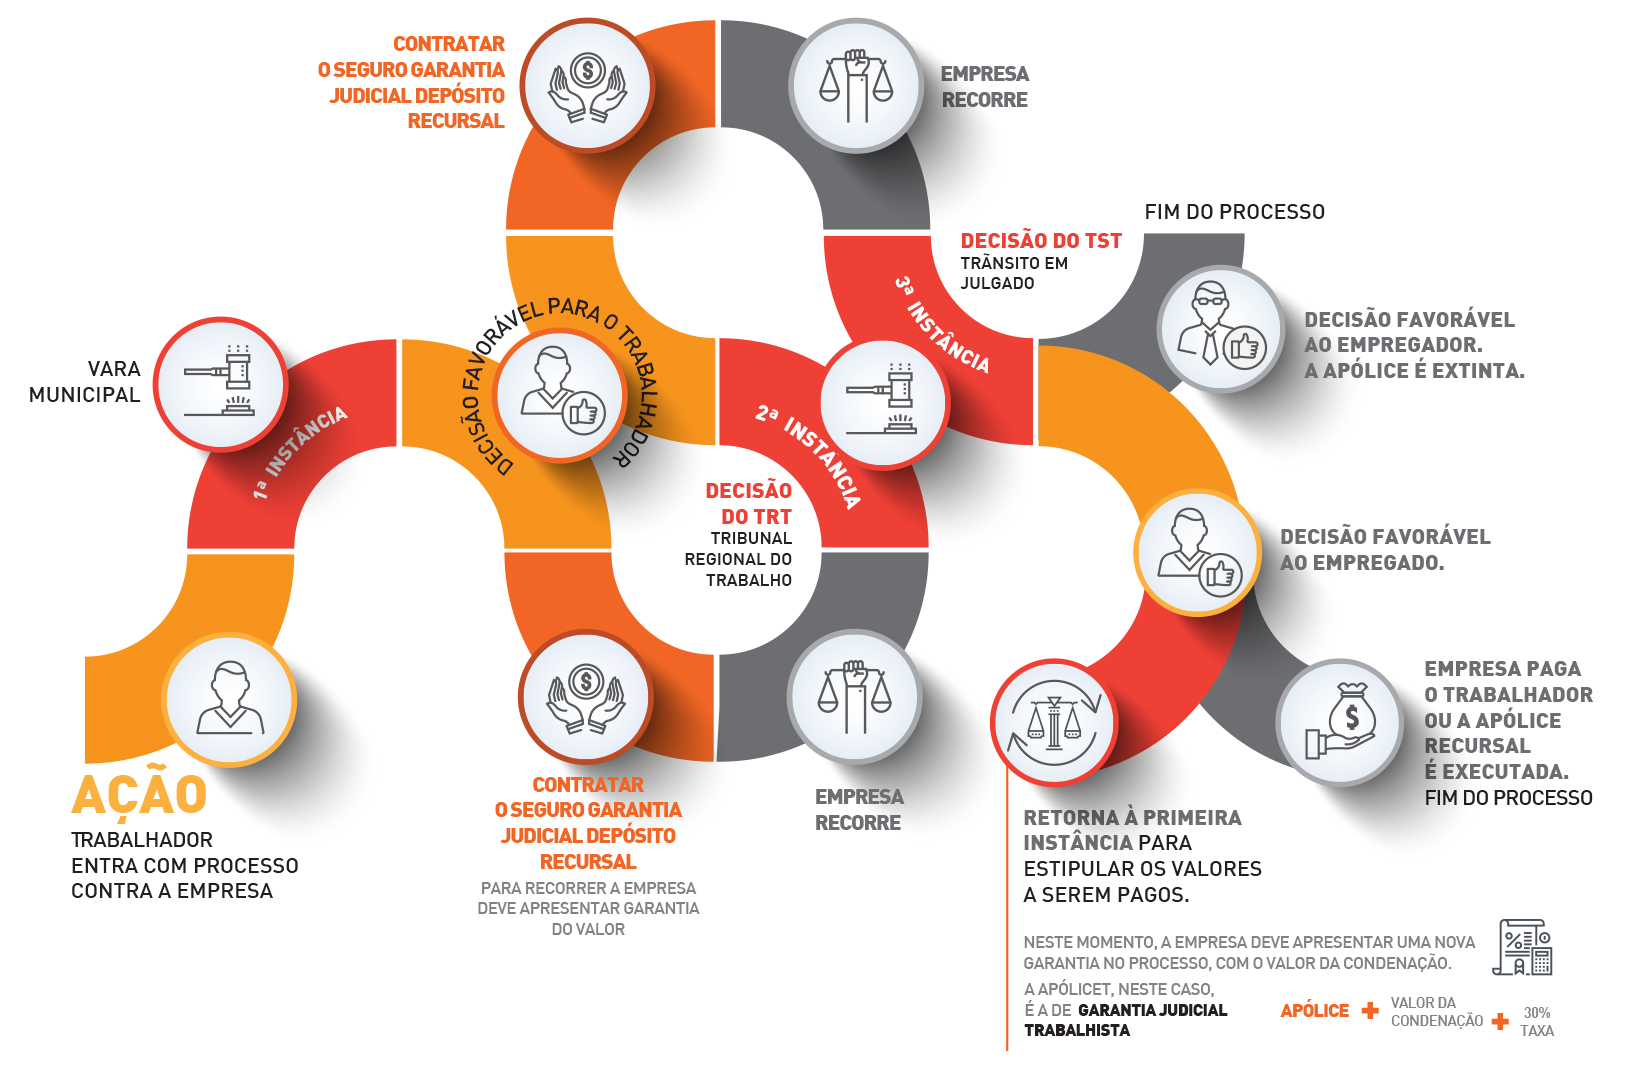 CONTRATAR
O SEGURO GARANTIA
JUDICIAL DEPÓSITO
RECURSAL
EMPRESA
RECORRE
FIM DO PROCESSO
DECISÃO DO TST
TRÃNSITO EM
JULGADO
3ª INSTÂNCIA
DECISÃO FAVORÁVEL
AO EMPREGADOR.
A APÓLICE É EXTINTA.
VARA
MUNICIPAL
1ª INSTÂNCIA
DECISÃO FAVORÁVEL PARA O TRABALHADOR
2ª INSTANCIA
DECISÃO
DO TRT
TRIBUNAL
REGIONAL DO
TRABALHO
DECISÃO FAVORÁVEL
AO EMPREGADO.
AÇÃO
TRABALHADOR
ENTRA COM PROCESSO
CONTRA A EMPRESA
CONTRATAR
O SEGURO GARANTIA
JUDICIAL DEPÓSITO
RECURSAL
PARA RECORRER A EMPRESA
DEVE APRESENTAR GARANTIA
DO VALOR
EMPRESA
RECORRE
EMPRESA PAGA
O TRABALHADOR
OU A APÓLICE
RECURSAL
É EXECUTADA.
FIM DO PROCESSO
RETORNA À PRIMEIRA
INSTÂNCIA PARA
ESTIPULAR OS VALORES
A SEREM PAGOS.
NESTE MOMENTO, A EMPRESA DEVE APRESENTAR UMA NOVA
GARANTIA NO PROCESSO, COM O VALOR DA CONDENAÇÃO.
A APÓLICET, NESTE CASO,
É A DE GARANTIA JUDICIAL
TRABALHISTA
APÓLICE + VALOR DA
CONDENAÇÃO + 30%
TAXA